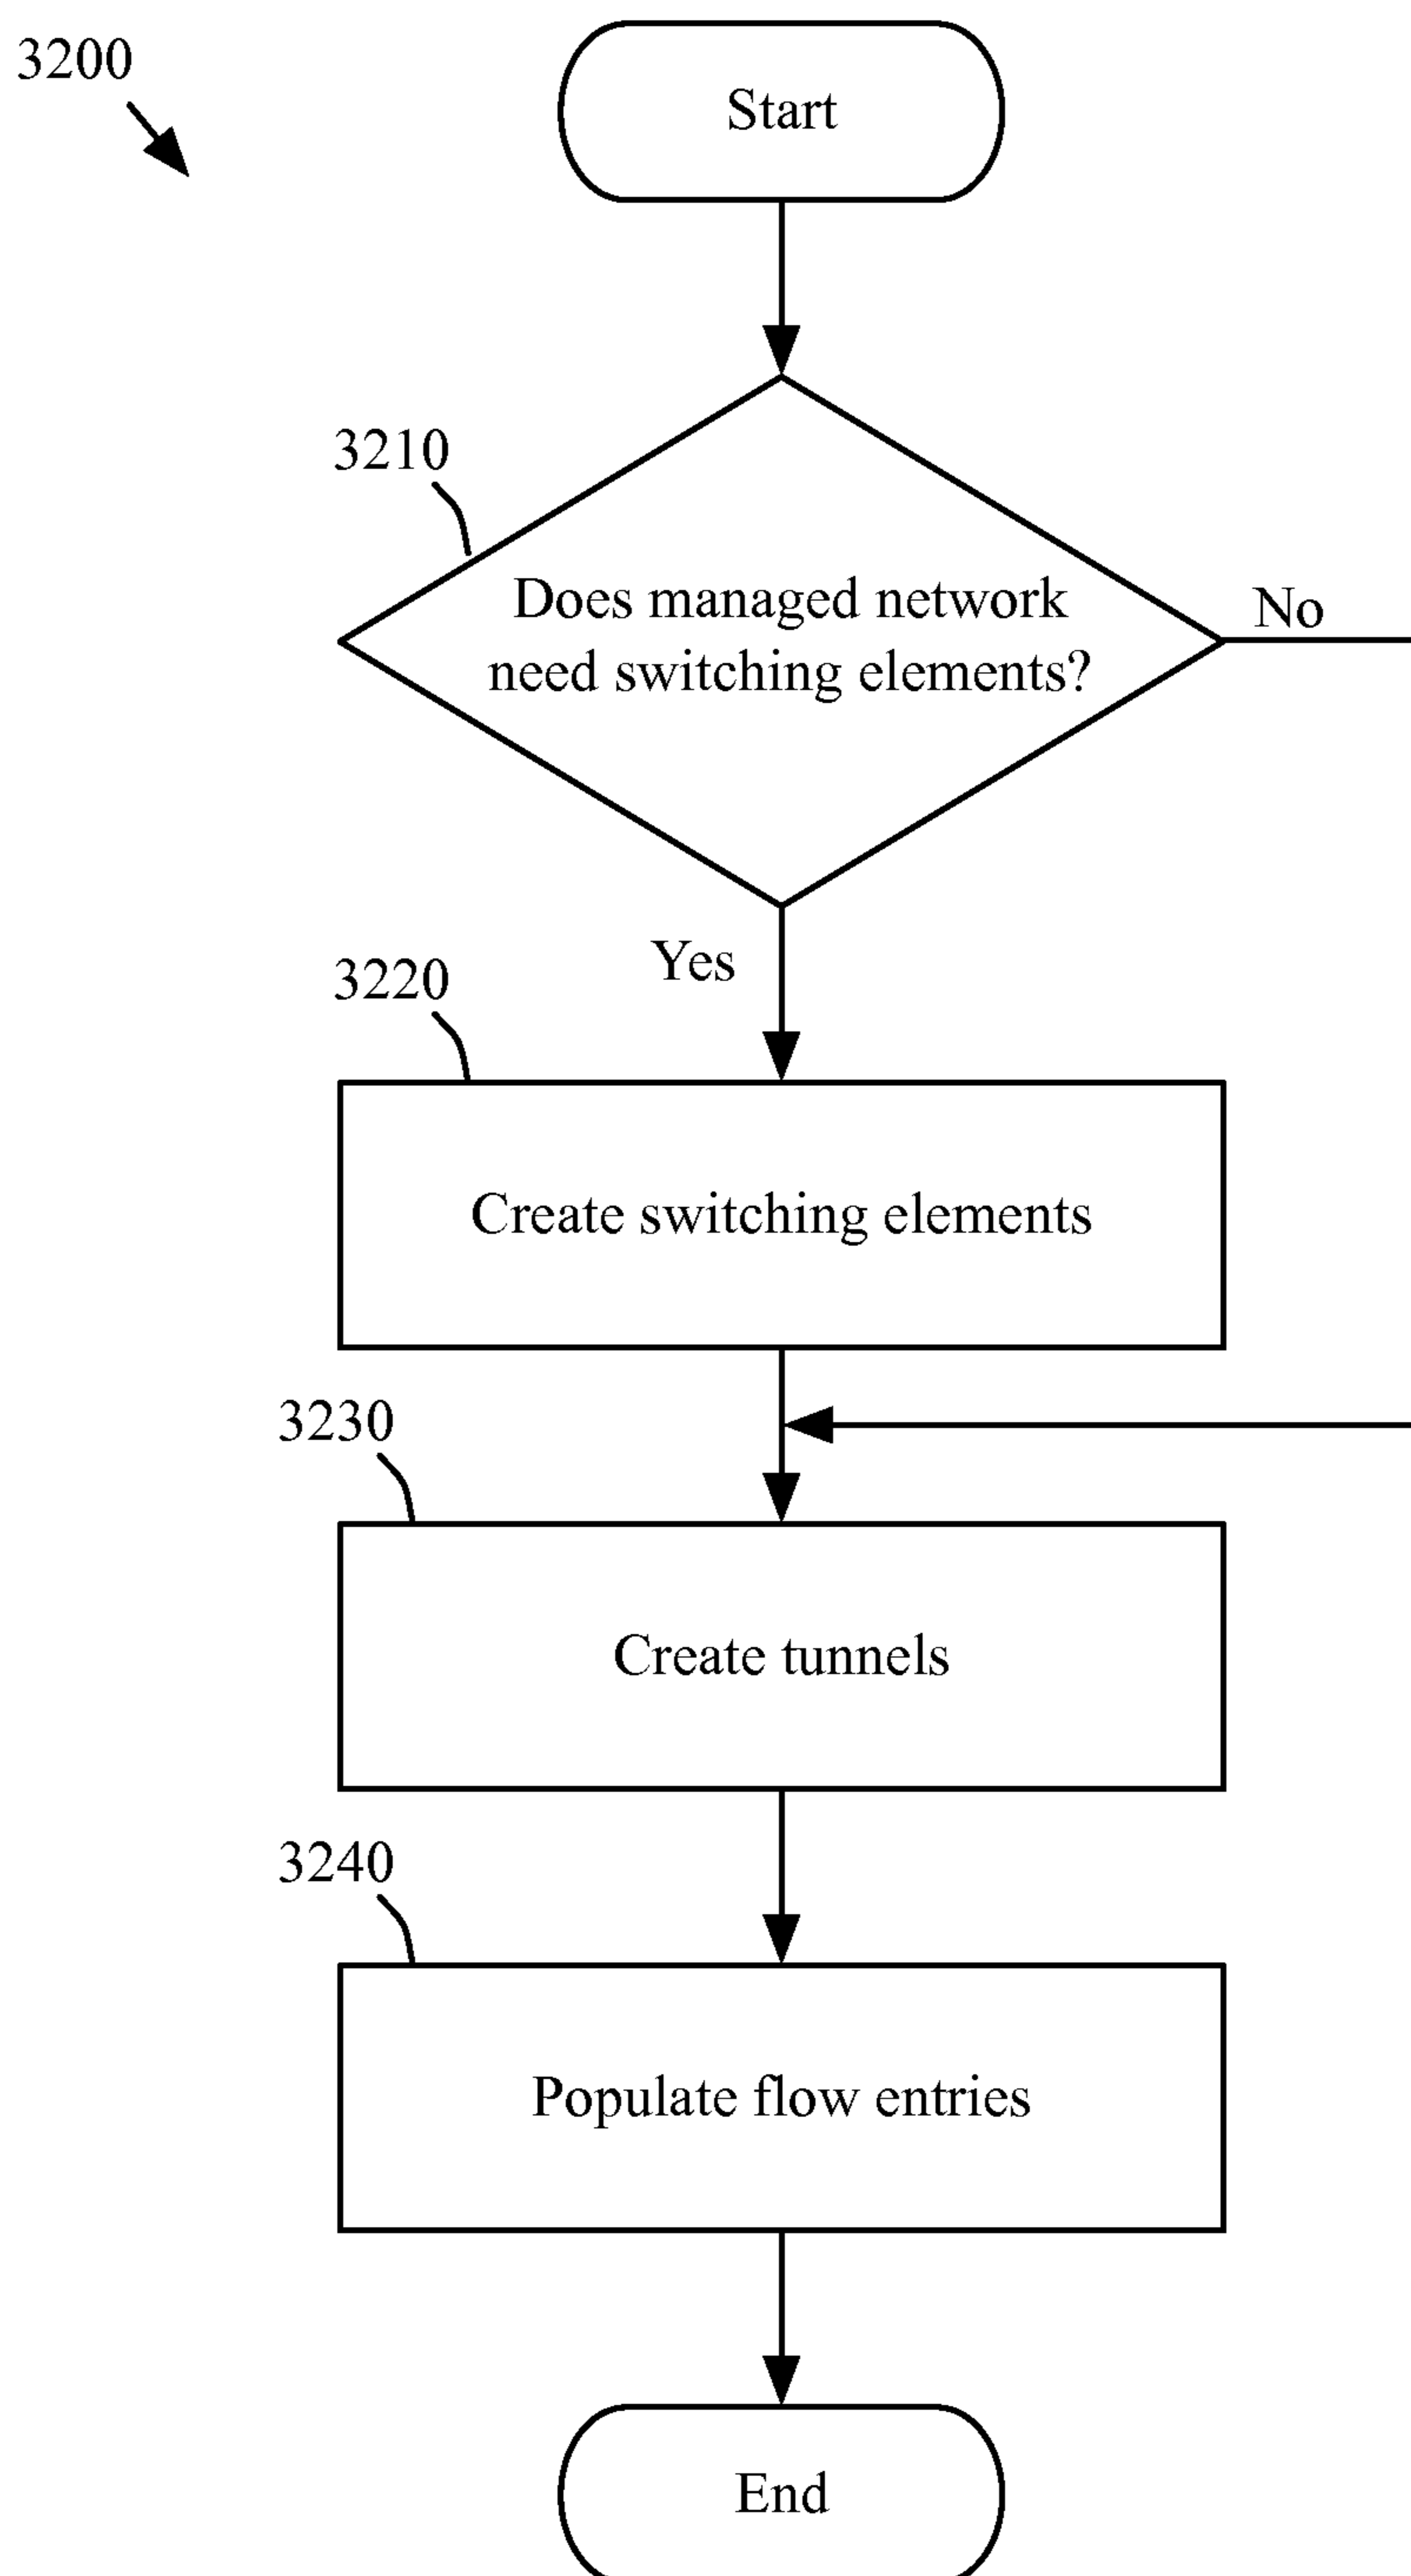 3200
Start
3210
Does managed network
need switching elements?
No
Yes
3220
Create switching elements
3230
Create tunnels
3240
Populate flow entries
End